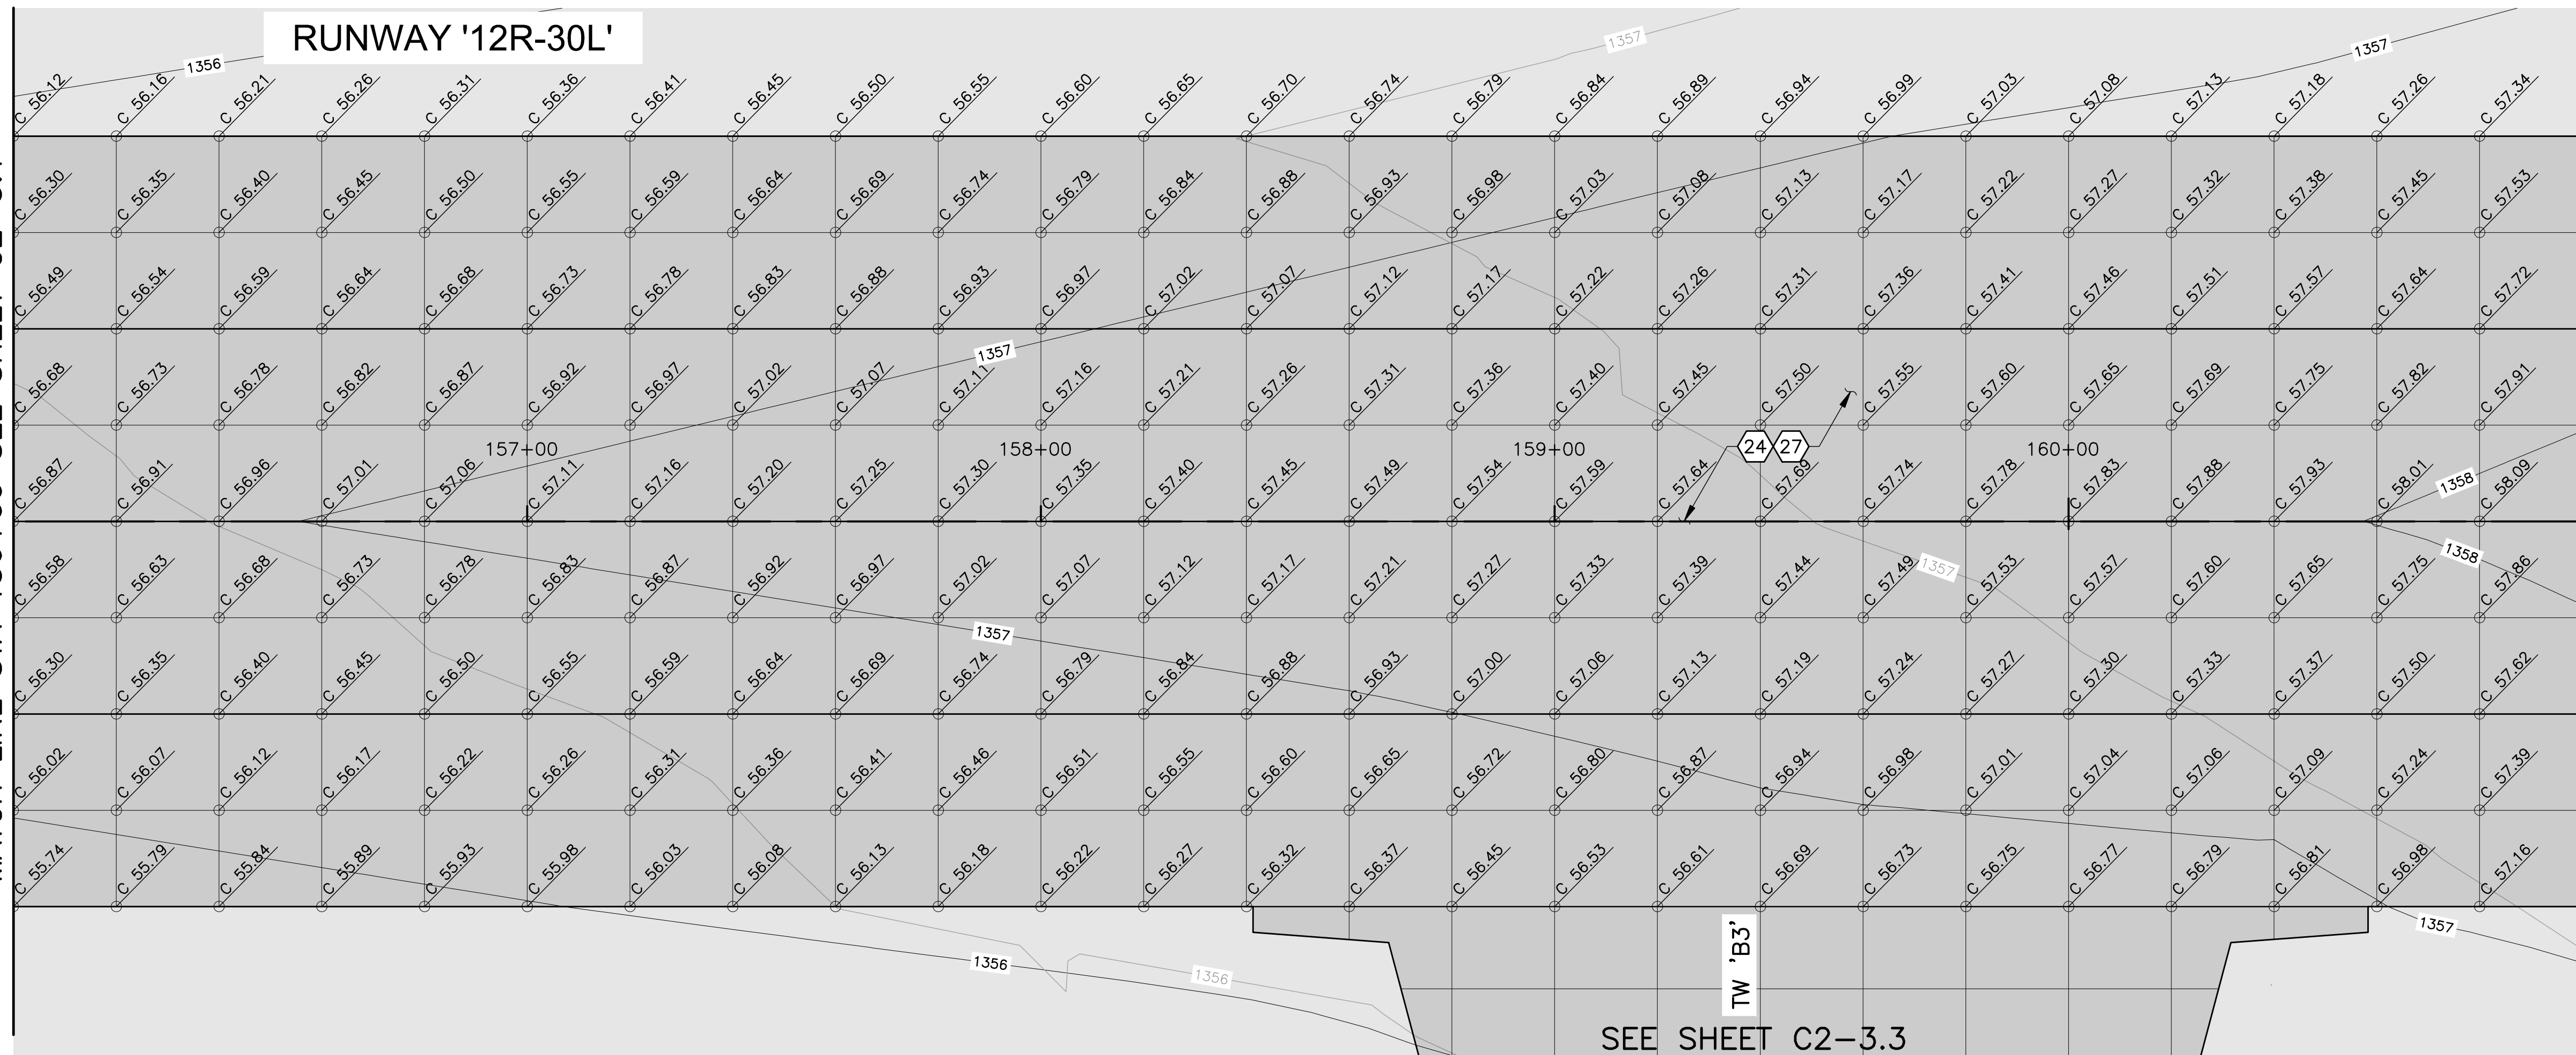 RUNWAY '12R-30L'
1356
1357
1357
C 56.12 C 56.16 C 56.21 C 56.26 C 56.31 C 56.36 C 56.41 C 56.45 C 56.50 C 56.55 C 56.60 C 56.65 C 56.70 C 56.74 C 56.79 C 56.84 C 56.89 C 56.94 C 56.99 C 57.03 C 57.08 C 57.13 C 57.18 C 57.26 C 57.34
C 56.30 C 56.35 C 56.40 C 56.45 C 56.50 C 56.55 C 56.59 C 56.64 C 56.69 C 56.74 C 56.79 C 56.84 C 56.88 C 56.93 C 56.98 C 57.03 C 57.08 C 57.13 C 57.17 C 57.22 C 57.27 C 57.32 C 57.38 C 57.45 C 57.53
C 56.49 C 56.54 C 56.59 C 56.64 C 56.68 C 56.73 C 56.78 C 56.83 C 56.88 C 56.93 C 56.97 C 57.02 C 57.07 C 57.12 C 57.17 C 57.22 C 57.26 C 57.31 C 57.36 C 57.41 C 57.46 C 57.51 C 57.57 C 57.64 C 57.72
1357
C 56.68 C 56.73 C 56.78 C 56.82 C 56.87 C 56.92 C 56.97 C 57.02 C 57.07 C 57.11 C 57.16 C 57.21 C 57.26 C 57.31 C 57.36 C 57.40 C 57.45 C 57.50 C 57.55 C 57.60 C 57.65 C 57.69 C 57.75 C 57.82 C 57.91
157+00 158+00 159+00 24 27 160+00
C 56.87 C 56.91 C 56.96 C 57.01 C 57.06 C 57.11 C 57.16 C 57.20 C 57.25 C 57.30 C 57.35 C 57.40 C 57.45 C 57.49 C 57.54 C 57.59 C 57.64 C 57.69 C 57.74 C 57.78 C 57.83 C 57.88 C 57.93 C 58.01 C 58.09
1358
1358
1357
C 56.58 C 56.63 C 56.68 C 56.73 C 56.78 C 56.83 C 56.87 C 56.92 C 56.97 C 57.02 C 57.07 C 57.12 C 57.17 C 57.21 C 57.27 C 57.33 C 57.39 C 57.44 C 57.49 C 57.53 C 57.57 C 57.60 C 57.65 C 57.75 C 57.86
1357
C 56.30 C 56.35 C 56.40 C 56.45 C 56.50 C 56.55 C 56.59 C 56.64 C 56.69 C 56.74 C 56.79 C 56.84 C 56.88 C 56.93 C 57.00 C 57.06 C 57.13 C 57.19 C 57.24 C 57.27 C 57.30 C 57.33 C 57.37 C 57.50 C 57.62
C 56.02 C 56.07 C 56.12 C 56.17 C 56.22 C 56.26 C 56.31 C 56.36 C 56.41 C 56.46 C 56.51 C 56.55 C 56.60 C 56.65 C 56.72 C 56.80 C 56.87 C 56.94 C 56.98 C 57.01 C 57.04 C 57.06 C 57.09 C 57.24 C 57.39
C 55.74 C 55.79 C 55.84 C 55.89 C 55.93 C 55.98 C 56.03 C 56.08 C 56.13 C 56.18 C 56.22 C 56.27 C 56.32 C 56.37 C 56.45 C 56.53 C 56.61 C 56.69 C 56.73 C 56.75 C 56.77 C 56.79 C 56.81 C 56.98 C 57.16
1357
1356
1356
TW 'B3'
SEE SHEET C2-3.3